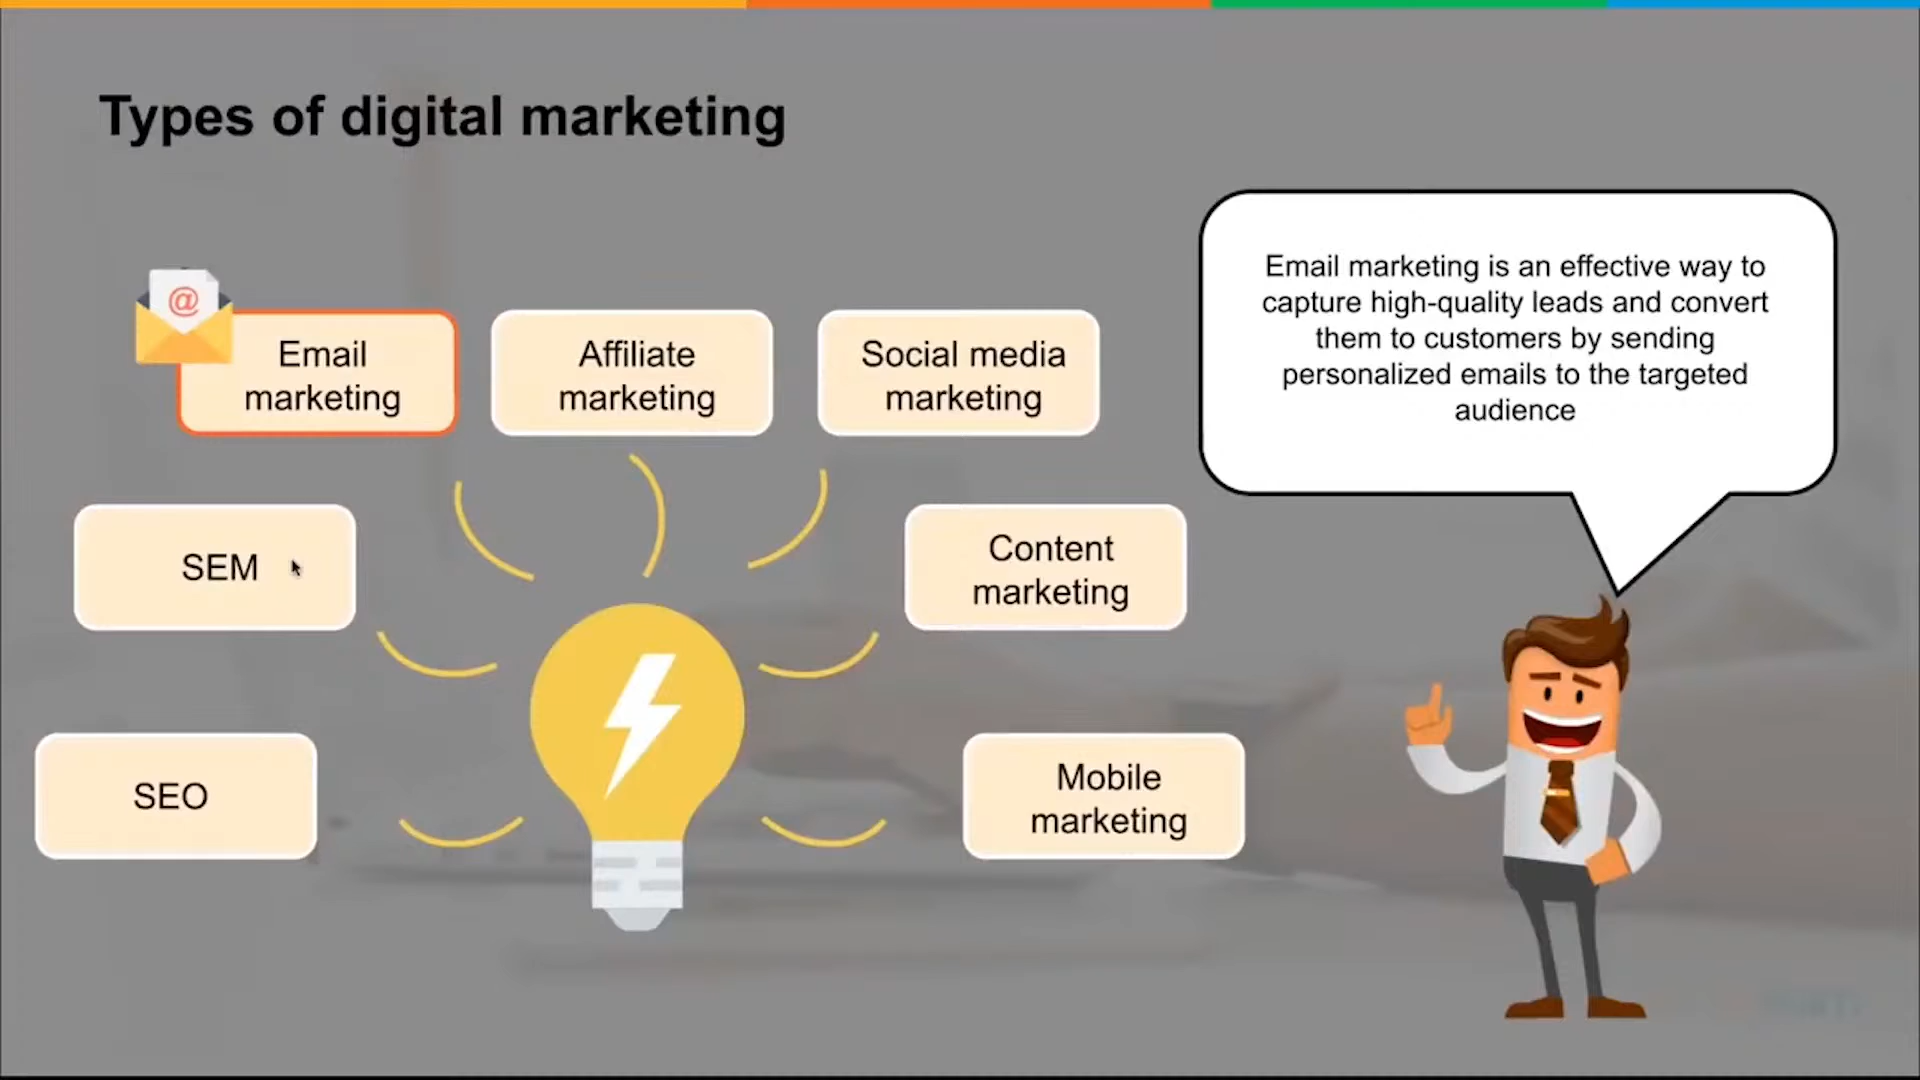 Types of digital marketing
@
Email
marketing
Affiliate
marketing
Social media
marketing
SEM
Content
marketing
SEO
Mobile
marketing
Email marketing is an effective way to
capture high-quality leads and convert
them to customers by sending
personalized emails to the targeted
audience